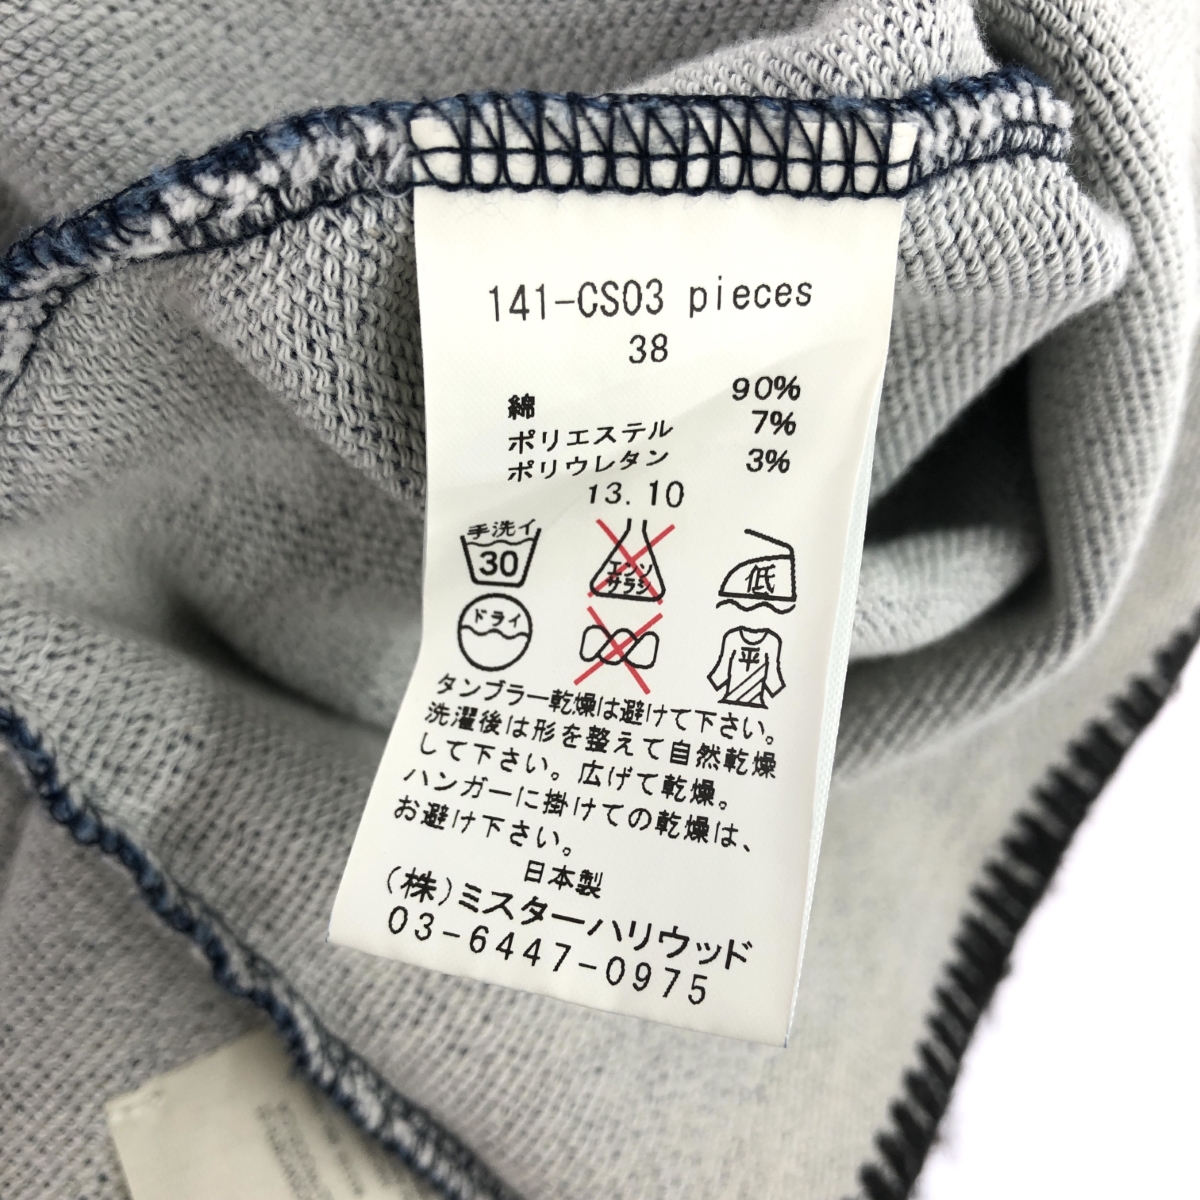 141-CS03 pieces
38
綿 90%
ポリエステル 7%
ポリウレタン 3%
13.10
手洗イ
30
エンソ
サラシ
低
ドライ
平
タンブラー乾燥は避けて下さい。
洗濯後は形を整えて自然乾燥
して下さい。広げて乾燥。
ハンガーに掛けての乾燥は、
お避け下さい。
日本製
(株)ミスターハリウッド
03-6447-0975